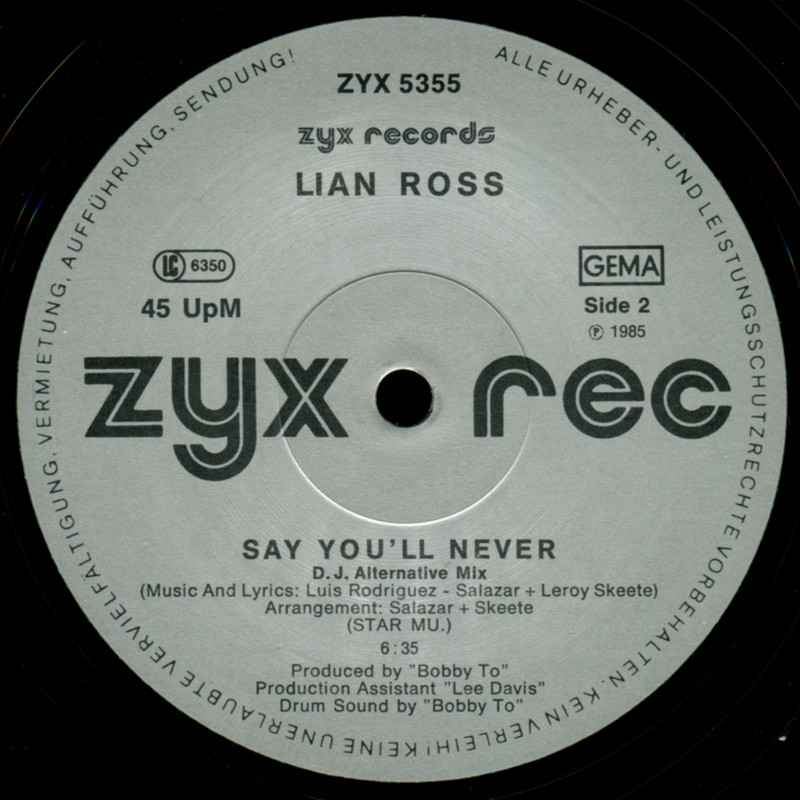 ALLE URHEBER- UND LEISTUNGSSCHUTZRECHTE VORBEHALTEN. KEIN VERLEIH! KEINE UNERLAUBTE VERVIELFÄLTIGUNG, VERMIETUNG, AUFFÜHRUNG, SENDUNG!
ZYX 5355
zyx records
LIAN ROSS
LC 6350
GEMA
45 UpM
Side 2
Ⓟ 1985
zyx rec
SAY YOU'LL NEVER
D.J. Alternative Mix
(Music And Lyrics: Luis Rodriguez - Salazar + Leroy Skeete)
Arrangement: Salazar + Skeete
(STAR MU.)
6:35
Produced by "Bobby To"
Production Assistant "Lee Davis"
Drum Sound by "Bobby To"